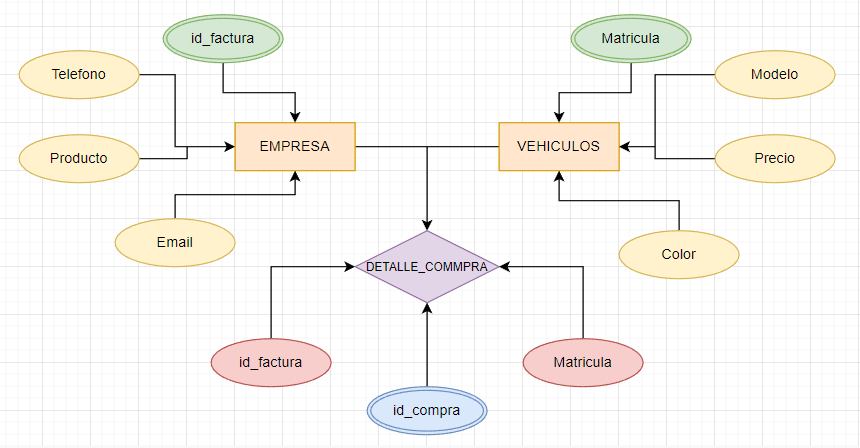 id_factura
Matricula
Telefono
Modelo
EMPRESA
VEHICULOS
Producto
Precio
Email
Color
DETALLE_COMMPRA
id_factura
Matricula
id_compra